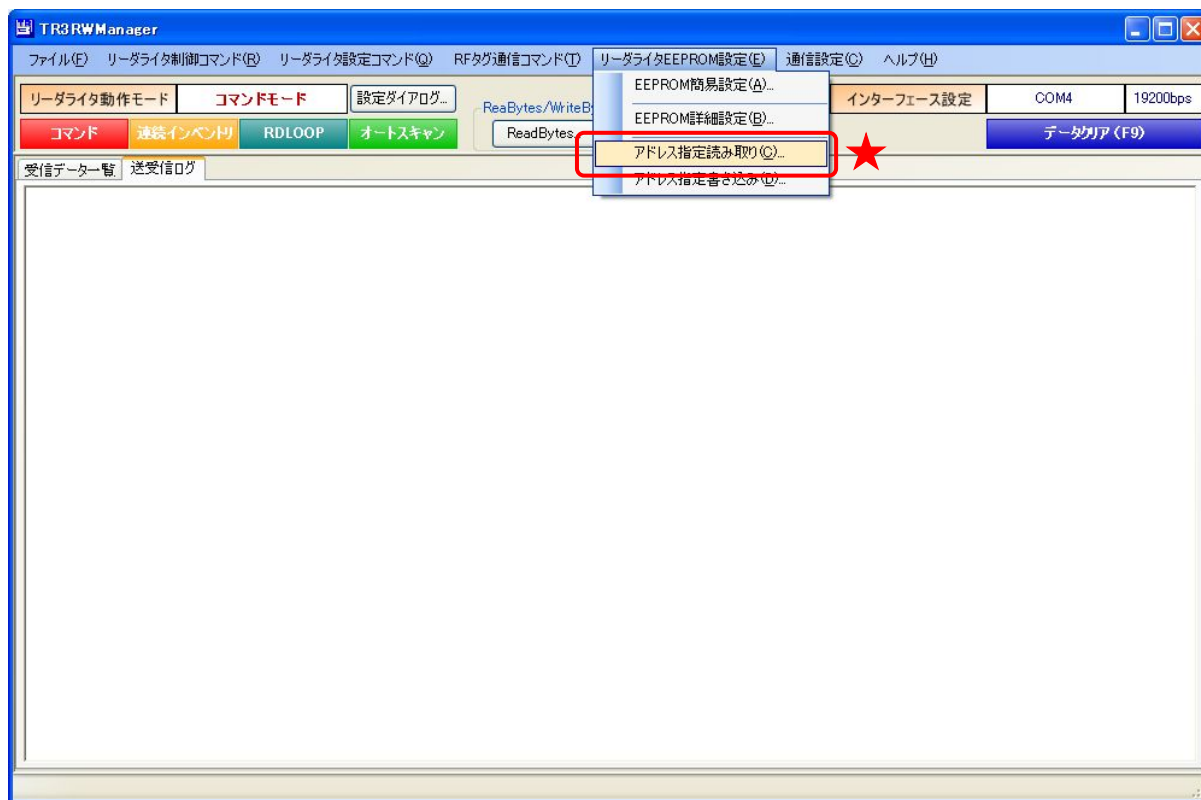 TR3RWManager
ファイル(F) リーダライタ制御コマンド(R) リーダライタ設定コマンド(Q) RFタグ通信コマンド(T) リーダライタEEPROM設定(E) 通信設定(C) ヘルプ(H)
EEPROM簡易設定(A)...
リーダライタ動作モード コマンドモード 設定ダイアログ... ReaBytes/WriteBy インターフェース設定 COM4 19200bps
EEPROM詳細設定(B)...
コマンド 連続インベントリ RDLOOP オートスキャン ReadBytes データクリア(F9)
アドレス指定読み取り(C)...
受信データ一覧 送受信ログ
アドレス指定書き込み(D)...